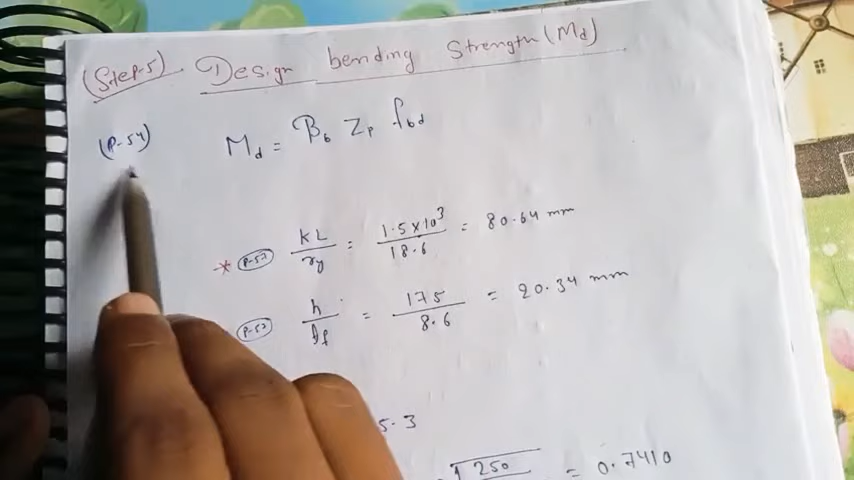 (Step-5) Design bending Strength (Md)
(P-54) Md = βb Zp fbd
* (P-57) KL/ry = 1.5×10³/18.6 = 80.64 mm
(P-57) h/tf = 175/8.6 = 20.34 mm
5.3
√250 = 0.7410